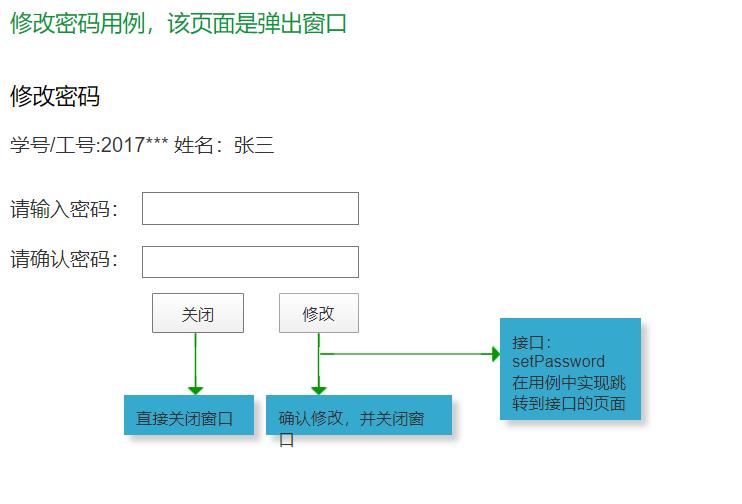 修改密码用例，该页面是弹出窗口
修改密码
学号/工号:2017*** 姓名：张三
请输入密码：
请确认密码：
关闭
修改
接口：
setPassword
在用例中实现跳
转到接口的页面
直接关闭窗口
确认修改，并关闭窗
口